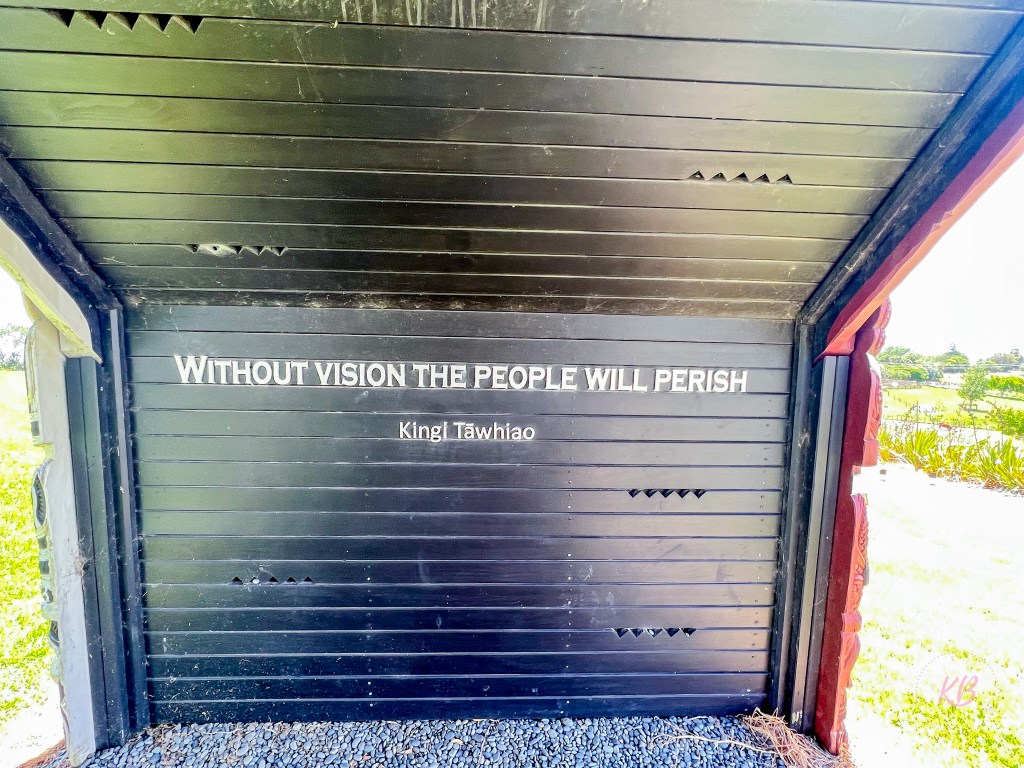 WITHOUT VISION THE PEOPLE WILL PERISH
Kingi Tāwhiao
KB